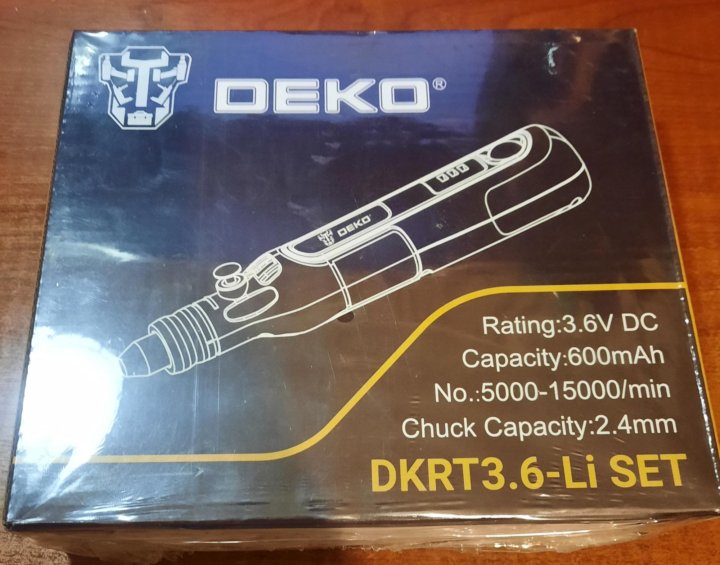 DEKO®
DEKO
Rating:3.6V DC
Capacity:600mAh
No.:5000-15000/min
Chuck Capacity:2.4mm
DKRT3.6-Li SET